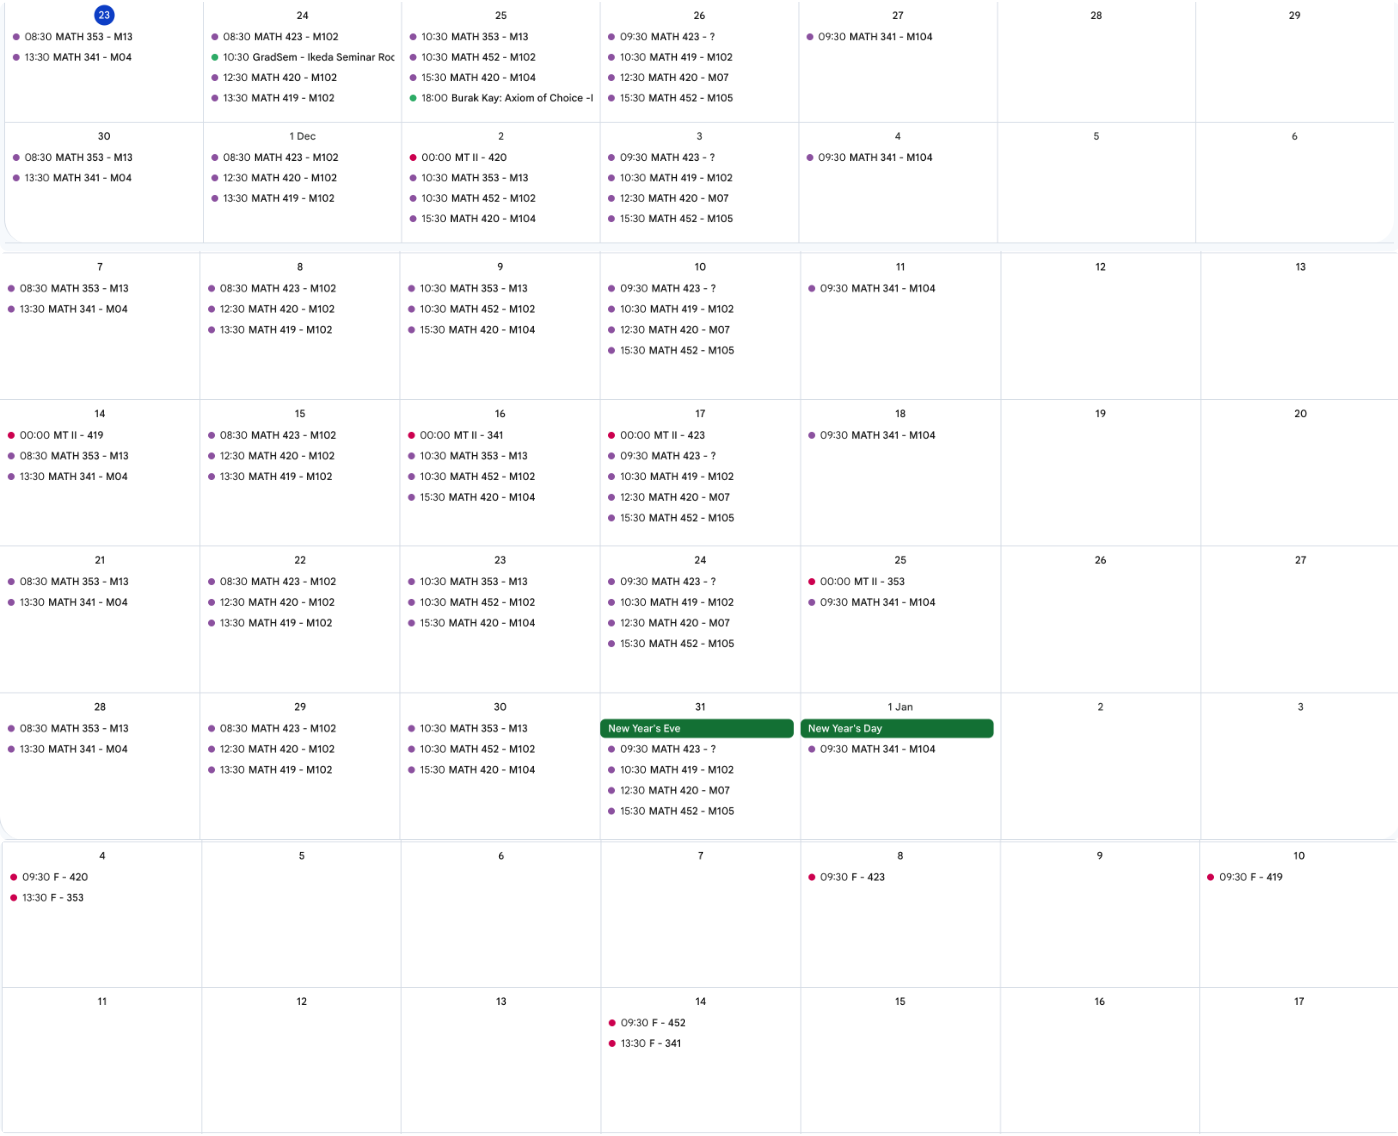 23
08:30 MATH 353 - M13
13:30 MATH 341 - M04
24
08:30 MATH 423 - M102
10:30 GradSem - Ikeda Seminar Roo
12:30 MATH 420 - M102
13:30 MATH 419 - M102
25
10:30 MATH 353 - M13
10:30 MATH 452 - M102
15:30 MATH 420 - M104
18:00 Burak Kay: Axiom of Choice -I
26
09:30 MATH 423 - ?
10:30 MATH 419 - M102
12:30 MATH 420 - M07
15:30 MATH 452 - M105
27
09:30 MATH 341 - M104
28
29
30
08:30 MATH 353 - M13
13:30 MATH 341 - M04
1 Dec
08:30 MATH 423 - M102
12:30 MATH 420 - M102
13:30 MATH 419 - M102
2
00:00 MT II - 420
10:30 MATH 353 - M13
10:30 MATH 452 - M102
15:30 MATH 420 - M104
3
09:30 MATH 423 - ?
10:30 MATH 419 - M102
12:30 MATH 420 - M07
15:30 MATH 452 - M105
4
09:30 MATH 341 - M104
5
6
7
08:30 MATH 353 - M13
13:30 MATH 341 - M04
8
08:30 MATH 423 - M102
12:30 MATH 420 - M102
13:30 MATH 419 - M102
9
10:30 MATH 353 - M13
10:30 MATH 452 - M102
15:30 MATH 420 - M104
10
09:30 MATH 423 - ?
10:30 MATH 419 - M102
12:30 MATH 420 - M07
15:30 MATH 452 - M105
11
09:30 MATH 341 - M104
12
13
14
00:00 MT II - 419
08:30 MATH 353 - M13
13:30 MATH 341 - M04
15
08:30 MATH 423 - M102
12:30 MATH 420 - M102
13:30 MATH 419 - M102
16
00:00 MT II - 341
10:30 MATH 353 - M13
10:30 MATH 452 - M102
15:30 MATH 420 - M104
17
00:00 MT II - 423
09:30 MATH 423 - ?
10:30 MATH 419 - M102
12:30 MATH 420 - M07
15:30 MATH 452 - M105
18
09:30 MATH 341 - M104
19
20
21
08:30 MATH 353 - M13
13:30 MATH 341 - M04
22
08:30 MATH 423 - M102
12:30 MATH 420 - M102
13:30 MATH 419 - M102
23
10:30 MATH 353 - M13
10:30 MATH 452 - M102
15:30 MATH 420 - M104
24
09:30 MATH 423 - ?
10:30 MATH 419 - M102
12:30 MATH 420 - M07
15:30 MATH 452 - M105
25
00:00 MT II - 353
09:30 MATH 341 - M104
26
27
28
08:30 MATH 353 - M13
13:30 MATH 341 - M04
29
08:30 MATH 423 - M102
12:30 MATH 420 - M102
13:30 MATH 419 - M102
30
10:30 MATH 353 - M13
10:30 MATH 452 - M102
15:30 MATH 420 - M104
31
New Year's Eve
09:30 MATH 423 - ?
10:30 MATH 419 - M102
12:30 MATH 420 - M07
15:30 MATH 452 - M105
1 Jan
New Year's Day
09:30 MATH 341 - M104
2
3
4
09:30 F - 420
13:30 F - 353
5
6
7
8
09:30 F - 423
9
10
09:30 F - 419
11
12
13
14
09:30 F - 452
13:30 F - 341
15
16
17